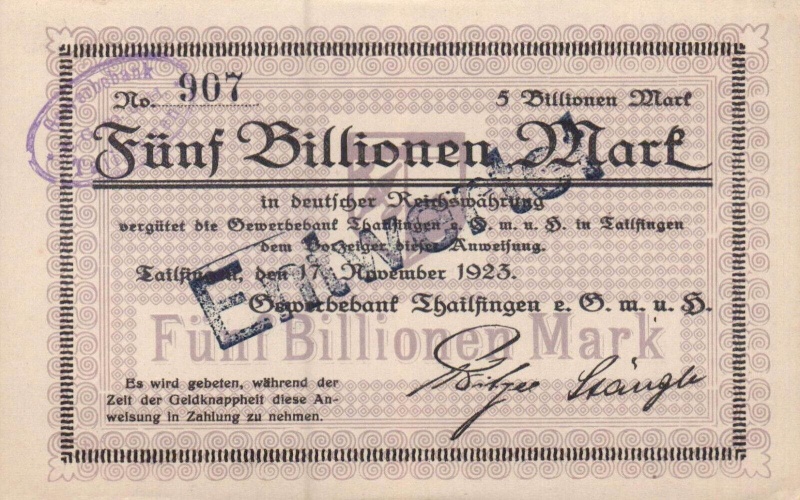 Gewerbebank
No. 907
5 Billionen Mark
Fünf Billionen Mark
in deutscher Reichswährung
vergütet die Gewerbebank Thailfingen e. G. m. u. H. in Tailfingen
dem Vorzeiger dieser Anweisung.
Tailfingen, den 17. November 1923.
Gewerbebank Thailfingen e. G. m. u. H.
Entwertet
Fünf Billionen Mark
Es wird gebeten, während der
Zeit der Geldknappheit diese An-
weisung in Zahlung zu nehmen.